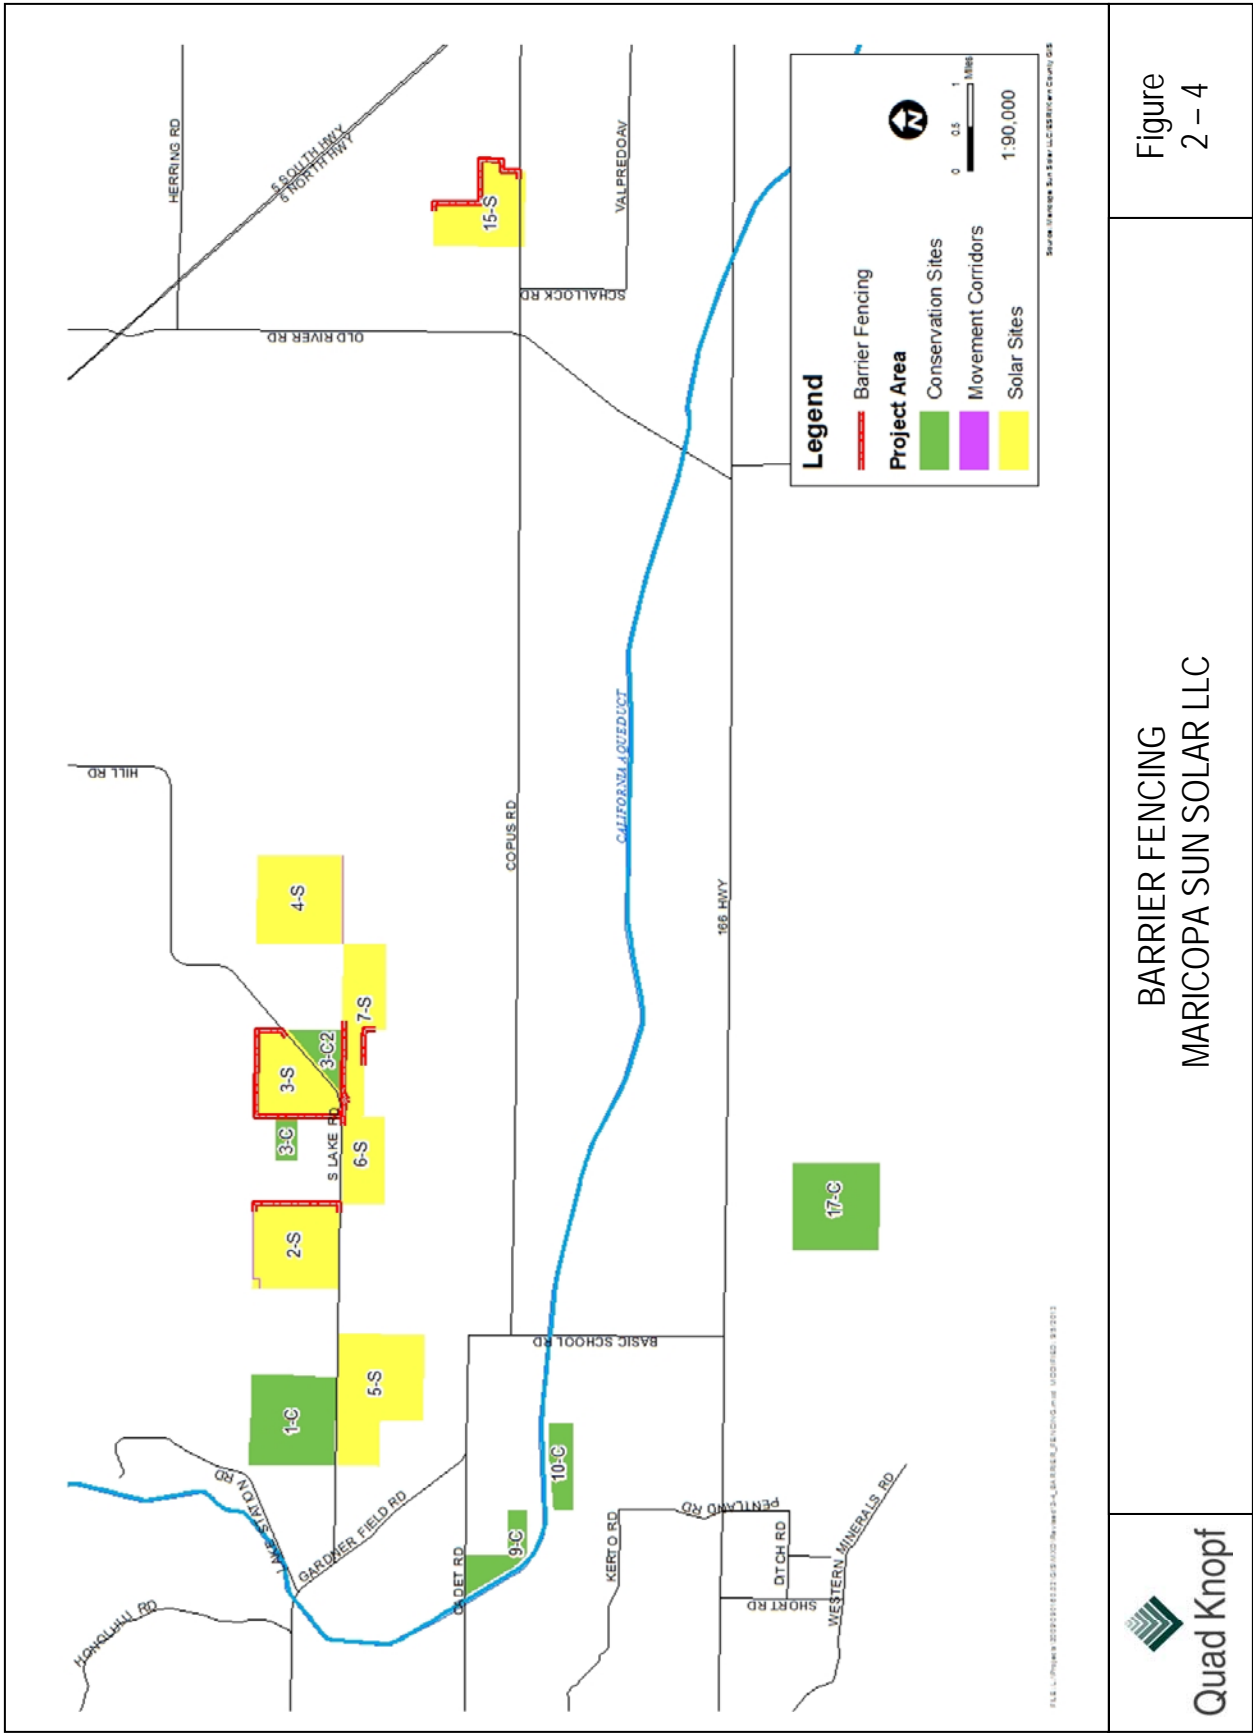 HERRING RD
5 SOUTH HWY
5 NORTH HWY
VALPREDO AV
SCHALLOCK RD
OLD RIVER RD
15-S
HILL RD
COPUS RD
CALIFORNIA AQUEDUCT
166 HWY
4-S
7-S
3-C2
3-S
3-C
S LAKE RD
6-S
2-S
17-C
BASIC SCHOOL RD
5-S
1-C
10-C
9-C
LAKE STATION RD
GARDNER FIELD RD
CADET RD
HONOLULU RD
KERTO RD
PENTLAND RD
DITCH RD
SHORT RD
WESTERN MINERALS RD
Legend
Barrier Fencing
Project Area
Conservation Sites
Movement Corridors
Solar Sites
N
0 0.5 1
Miles
1:90,000
Quad Knopf
BARRIER FENCING
MARICOPA SUN SOLAR LLC
Figure
2 – 4